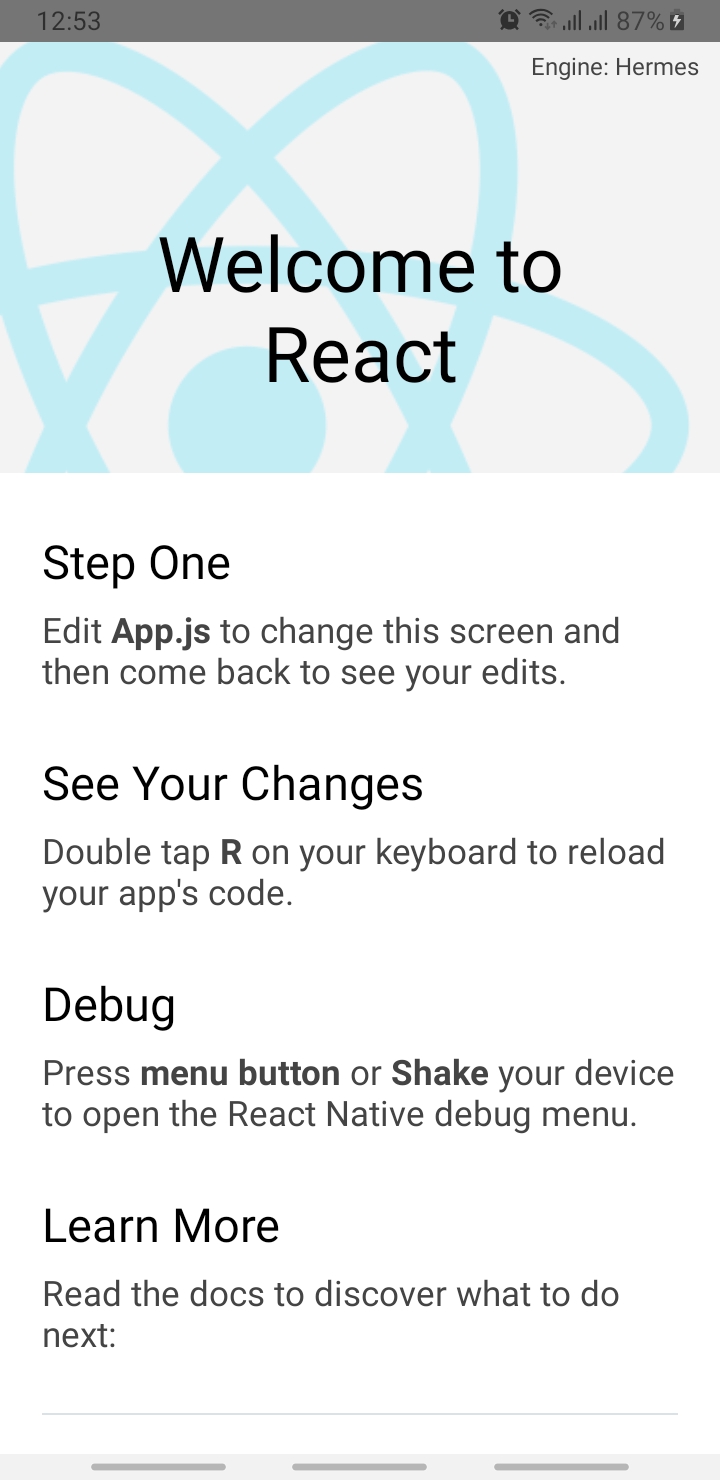 12:53 87%
Engine: Hermes
Welcome to
React
Step One
Edit App.js to change this screen and
then come back to see your edits.
See Your Changes
Double tap R on your keyboard to reload
your app's code.
Debug
Press menu button or Shake your device
to open the React Native debug menu.
Learn More
Read the docs to discover what to do
next: